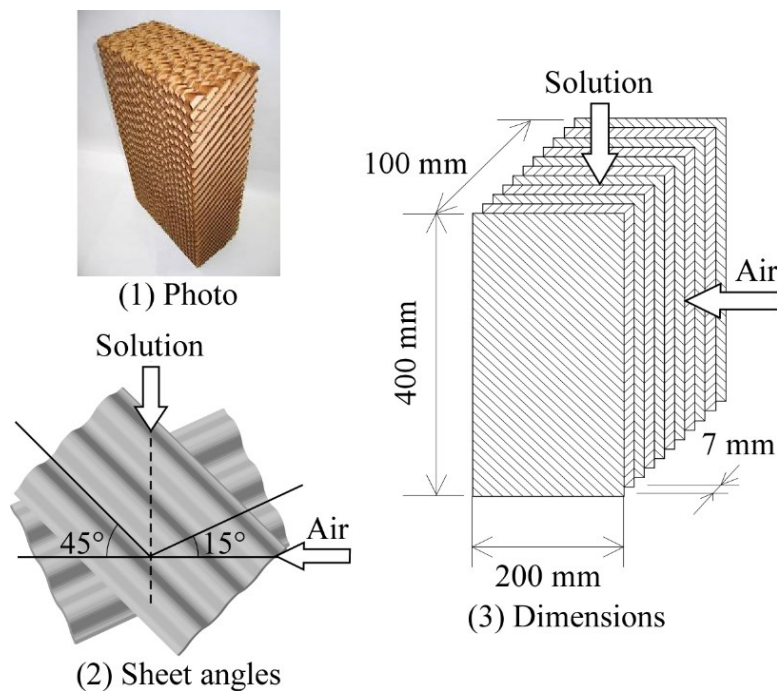 (1) Photo
Solution
45°
15°
Air
(2) Sheet angles
Solution
100 mm
Air
400 mm
7 mm
200 mm
(3) Dimensions